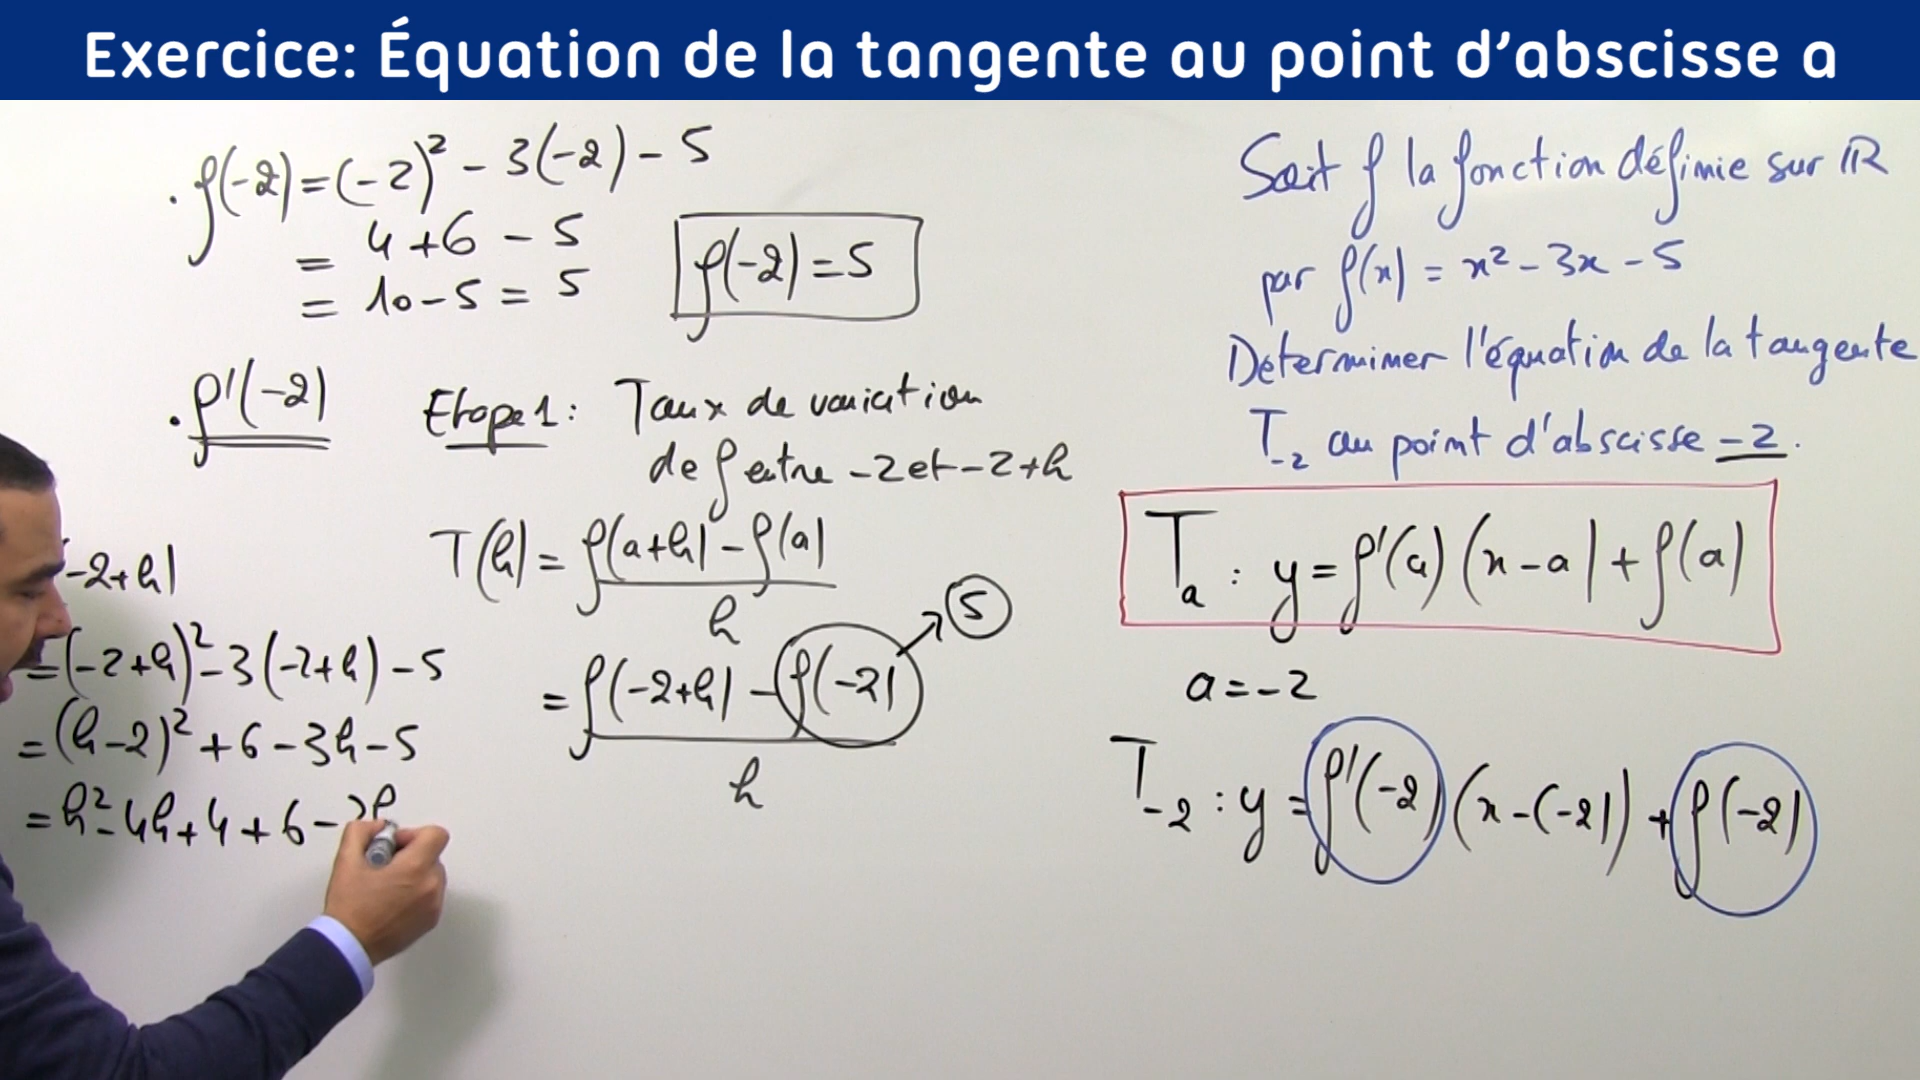 Exercice: Équation de la tangente au point d'abscisse a
. f(-2) = (-2)² - 3(-2) - 5
= 4 + 6 - 5
= 10 - 5 = 5
f(-2) = 5
. f'(-2)
Etape 1 : Taux de variation
de f entre -2 et -2+h
T(h) = f(a+h) - f(a)
h
= f(-2+h) - f(-2)
h
5
-2+h)
= (-2+h)² - 3(-2+h) - 5
= (h-2)² + 6 - 3h - 5
= h² - 4h + 4 + 6 -
Soit f la fonction définie sur ℝ
par f(x) = x² - 3x - 5
Déterminer l'équation de la tangente
T₋₂ au point d'abscisse -2.
Tₐ : y = f'(a) (x-a) + f(a)
a = -2
T₋₂ : y = f'(-2) (x-(-2)) + f(-2)